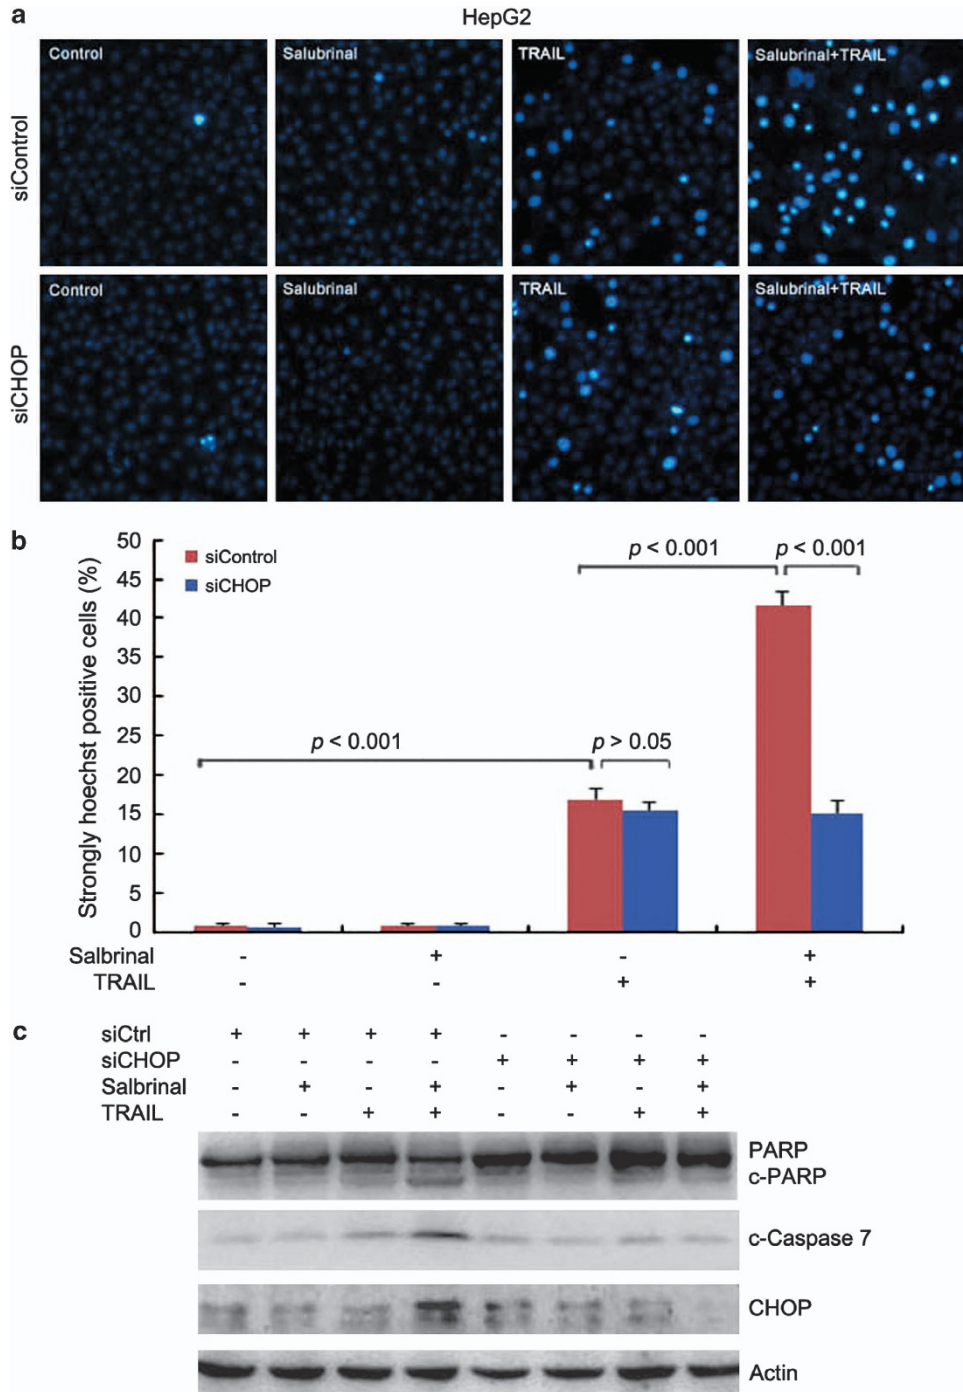 a
HepG2
siControl
Control
Salubrinal
TRAIL
Salubrinal+TRAIL
siCHOP
Control
Salubrinal
TRAIL
Salubrinal+TRAIL
b
Strongly hoechst positive cells (%)
50
45
40
35
30
25
20
15
10
5
0
siControl
siCHOP
p < 0.001
p > 0.05
p < 0.001
p < 0.001
Salbrinal - + - +
TRAIL - - + +
c
siCtrl + + + + - - - -
siCHOP - - - - + + + +
Salbrinal - + - + - + - +
TRAIL - - + + - - + +
PARP
c-PARP
c-Caspase 7
CHOP
Actin